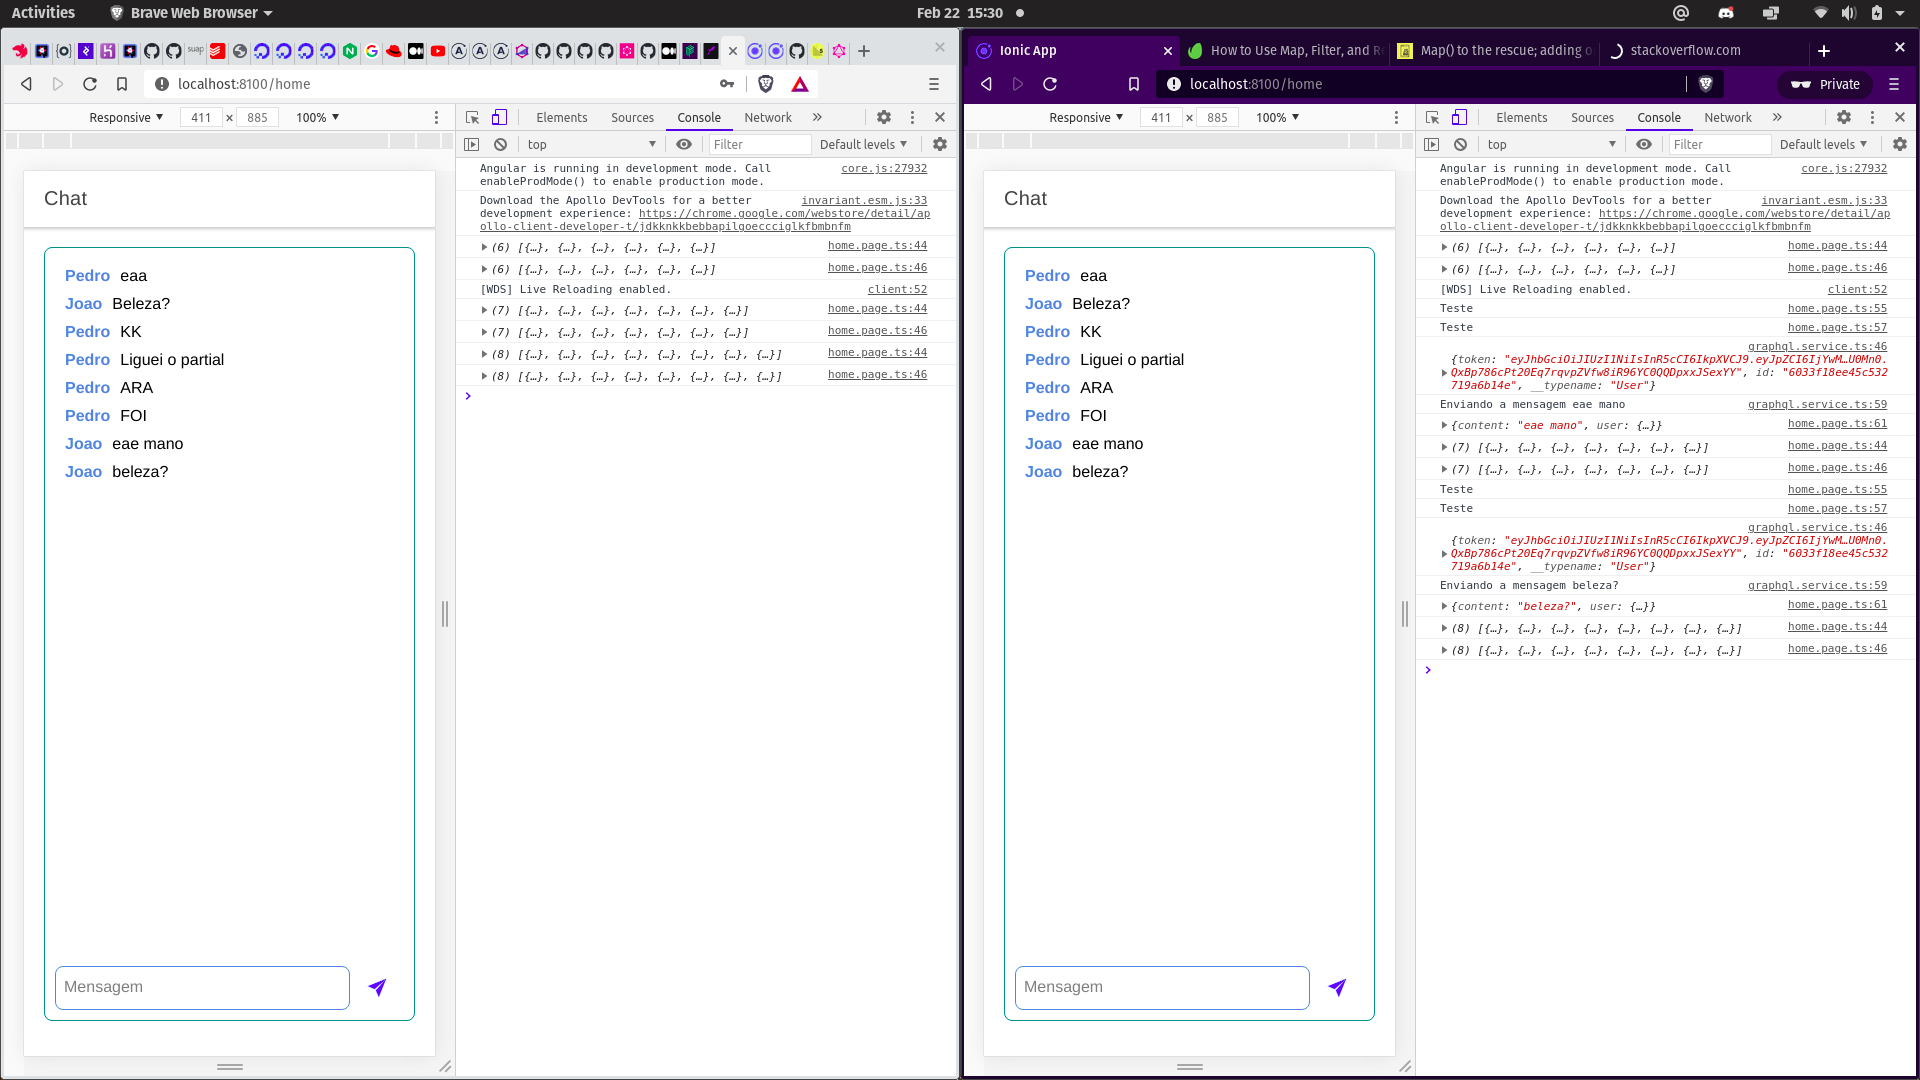 Activities
Brave Web Browser
Feb 22 15:30
localhost:8100/home
Responsive
411 × 885
100%
Elements
Sources
Console
Network
top
Filter
Default levels
Chat
Pedro eaa
Joao Beleza?
Pedro KK
Pedro Liguei o partial
Pedro ARA
Pedro FOI
Joao eae mano
Joao beleza?
Mensagem
Angular is running in development mode. Call core.js:27932
enableProdMode() to enable production mode.
Download the Apollo DevTools for a better invariant.esm.js:33
development experience: https://chrome.google.com/webstore/detail/ap
ollo-client-developer-t/jdkknkkbebbapilgoeccciglkfbmbnfm
(6) [{…}, {…}, {…}, {…}, {…}, {…}] home.page.ts:44
(6) [{…}, {…}, {…}, {…}, {…}, {…}] home.page.ts:46
[WDS] Live Reloading enabled. client:52
(7) [{…}, {…}, {…}, {…}, {…}, {…}, {…}] home.page.ts:44
(7) [{…}, {…}, {…}, {…}, {…}, {…}, {…}] home.page.ts:46
(8) [{…}, {…}, {…}, {…}, {…}, {…}, {…}, {…}] home.page.ts:44
(8) [{…}, {…}, {…}, {…}, {…}, {…}, {…}, {…}] home.page.ts:46
Ionic App
How to Use Map, Filter, and Re
Map() to the rescue; adding o
stackoverflow.com
localhost:8100/home
Private
Responsive
411 × 885
100%
Elements
Sources
Console
Network
top
Filter
Default levels
Chat
Pedro eaa
Joao Beleza?
Pedro KK
Pedro Liguei o partial
Pedro ARA
Pedro FOI
Joao eae mano
Joao beleza?
Mensagem
Angular is running in development mode. Call core.js:27932
enableProdMode() to enable production mode.
Download the Apollo DevTools for a better invariant.esm.js:33
development experience: https://chrome.google.com/webstore/detail/ap
ollo-client-developer-t/jdkknkkbebbapilgoeccciglkfbmbnfm
(6) [{…}, {…}, {…}, {…}, {…}, {…}] home.page.ts:44
(6) [{…}, {…}, {…}, {…}, {…}, {…}] home.page.ts:46
[WDS] Live Reloading enabled. client:52
Teste home.page.ts:55
Teste home.page.ts:57
graphql.service.ts:46
{token: "eyJhbGciOiJIUzI1NiIsInR5cCI6IkpXVCJ9.eyJpZCI6IjYwM…U0Mn0.
QxBp786cPt20Eq7rqvpZVfw8iR96YC0QQDpxxJSexYY", id: "6033f18ee45c532
719a6b14e", __typename: "User"}
Enviando a mensagem eae mano graphql.service.ts:59
{content: "eae mano", user: {…}} home.page.ts:61
(7) [{…}, {…}, {…}, {…}, {…}, {…}, {…}] home.page.ts:44
(7) [{…}, {…}, {…}, {…}, {…}, {…}, {…}] home.page.ts:46
Teste home.page.ts:55
Teste home.page.ts:57
graphql.service.ts:46
{token: "eyJhbGciOiJIUzI1NiIsInR5cCI6IkpXVCJ9.eyJpZCI6IjYwM…U0Mn0.
QxBp786cPt20Eq7rqvpZVfw8iR96YC0QQDpxxJSexYY", id: "6033f18ee45c532
719a6b14e", __typename: "User"}
Enviando a mensagem beleza? graphql.service.ts:59
{content: "beleza?", user: {…}} home.page.ts:61
(8) [{…}, {…}, {…}, {…}, {…}, {…}, {…}, {…}] home.page.ts:44
(8) [{…}, {…}, {…}, {…}, {…}, {…}, {…}, {…}] home.page.ts:46